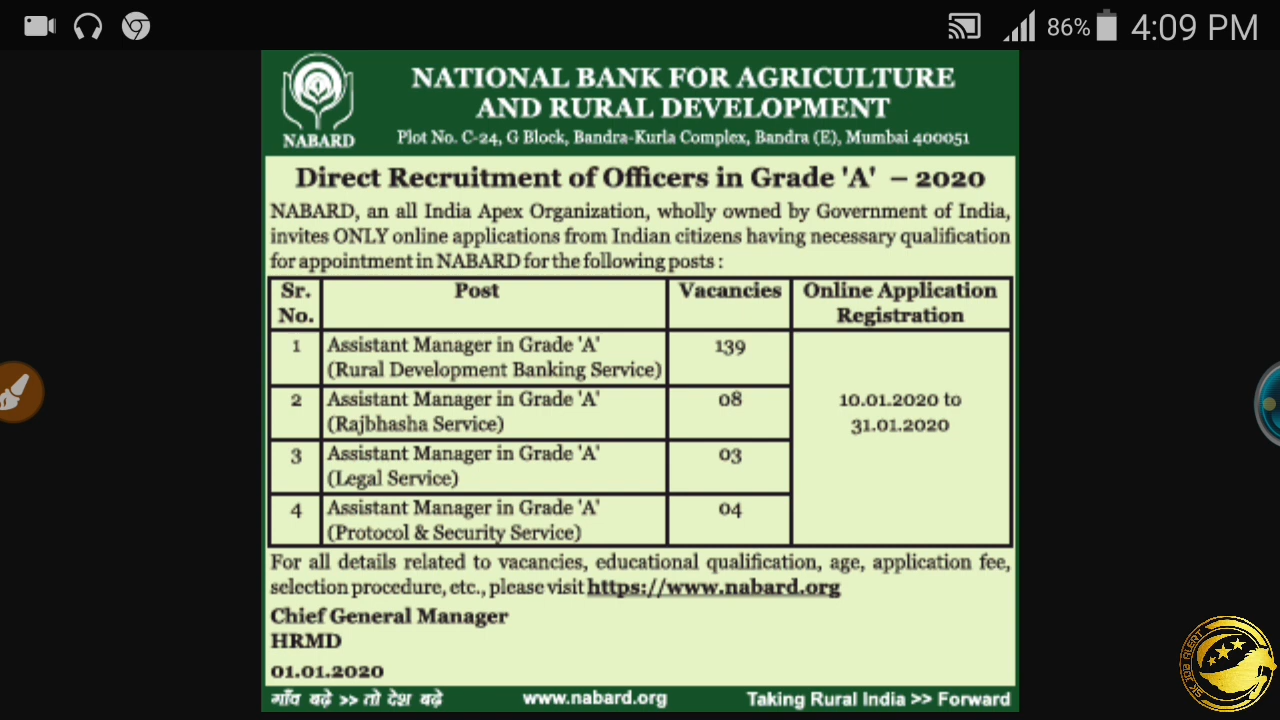 86% 4:09 PM
NATIONAL BANK FOR AGRICULTURE
AND RURAL DEVELOPMENT
NABARD
Plot No. C-24, G Block, Bandra-Kurla Complex, Bandra (E), Mumbai 400051
Direct Recruitment of Officers in Grade 'A' – 2020
NABARD, an all India Apex Organization, wholly owned by Government of India,
invites ONLY online applications from Indian citizens having necessary qualification
for appointment in NABARD for the following posts :
Sr. No. Post Vacancies Online Application Registration
1 Assistant Manager in Grade 'A' 139
(Rural Development Banking Service)
2 Assistant Manager in Grade 'A' 08 10.01.2020 to
(Rajbhasha Service) 31.01.2020
3 Assistant Manager in Grade 'A' 03
(Legal Service)
4 Assistant Manager in Grade 'A' 04
(Protocol & Security Service)
For all details related to vacancies, educational qualification, age, application fee,
selection procedure, etc., please visit https://www.nabard.org
Chief General Manager
HRMD
01.01.2020
गाँव बढ़े >> तो देश बढ़े www.nabard.org Taking Rural India >> Forward
SK JOB ALERT